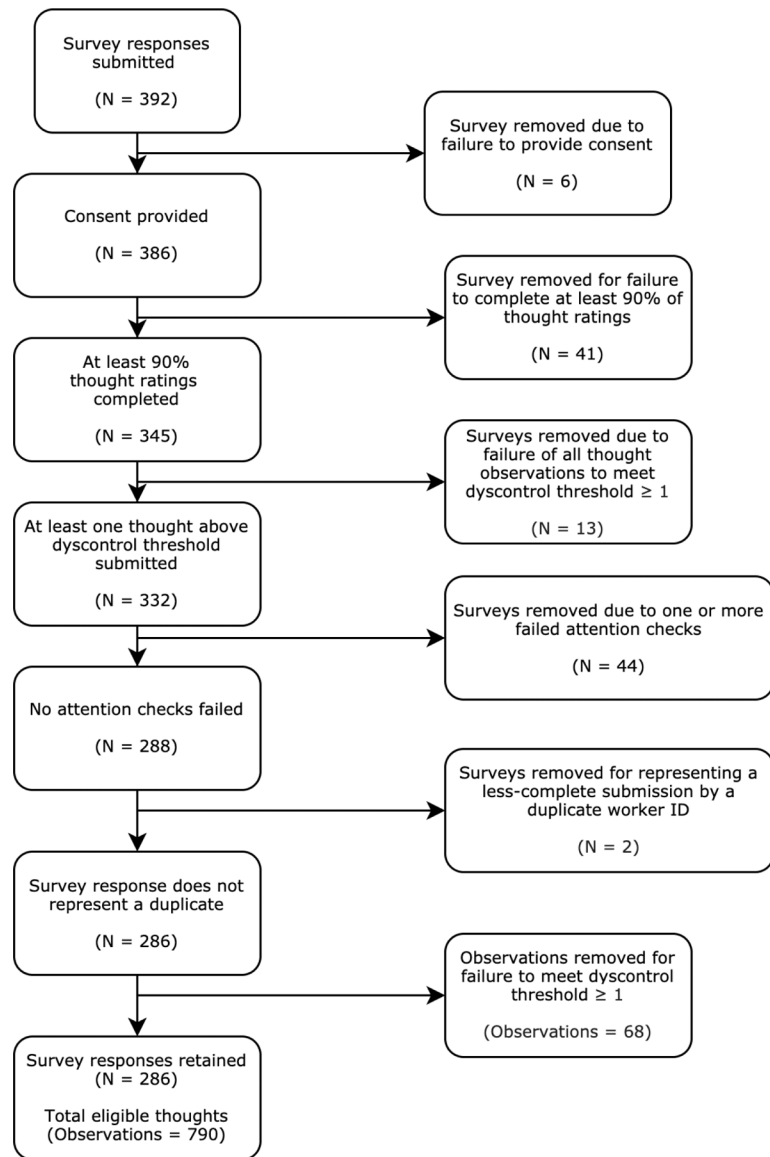 Survey responses
submitted
(N = 392)
Survey removed due to
failure to provide consent
(N = 6)
Consent provided
(N = 386)
Survey removed for failure
to complete at least 90% of
thought ratings
(N = 41)
At least 90%
thought ratings
completed
(N = 345)
Surveys removed due to
failure of all thought
observations to meet
dyscontrol threshold ≥ 1
(N = 13)
At least one thought above
dyscontrol threshold
submitted
(N = 332)
Surveys removed due to one or more
failed attention checks
(N = 44)
No attention checks failed
(N = 288)
Surveys removed for representing a
less-complete submission by a
duplicate worker ID
(N = 2)
Survey response does not
represent a duplicate
(N = 286)
Observations removed for
failure to meet dyscontrol
threshold ≥ 1
(Observations = 68)
Survey responses retained
(N = 286)
Total eligible thoughts
(Observations = 790)